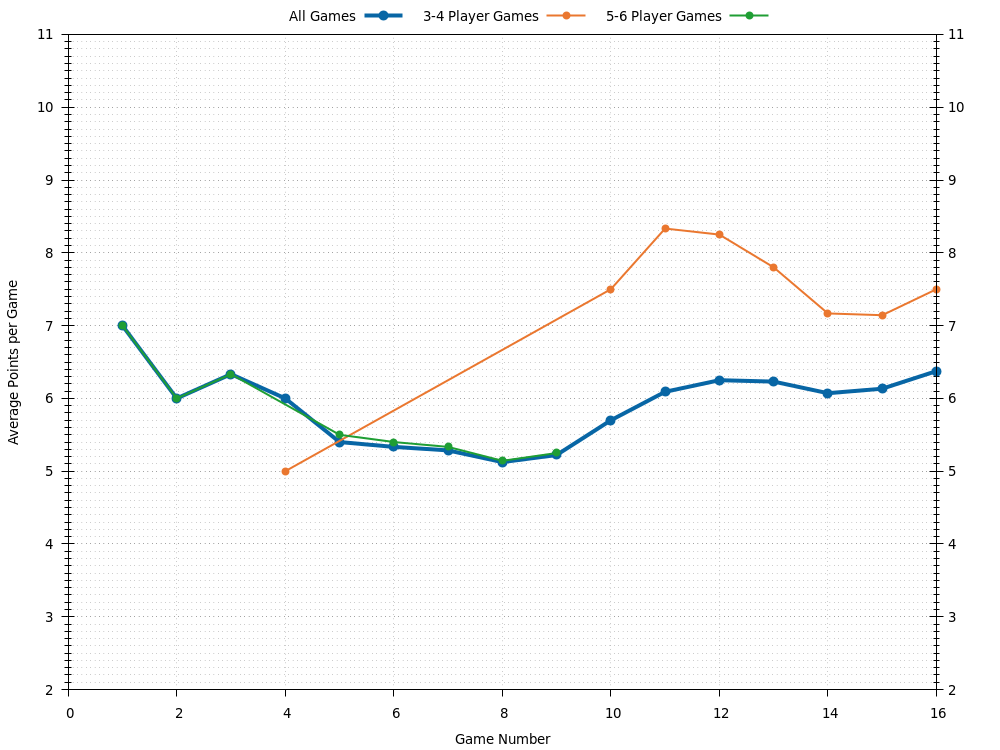 All Games 3-4 Player Games 5-6 Player Games
11 11
10 10
9 9
8 8
7 7
6 6
5 5
4 4
3 3
2 2
Average Points per Game
0 2 4 6 8 10 12 14 16
Game Number